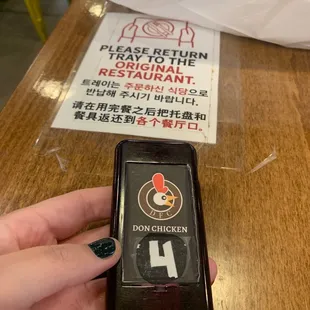 PLEASE RETURN
TRAY TO THE
ORIGINAL
RESTAURANT.
트레이는 주문하신 식당으로
반납해 주시기 바랍니다.
请在用完餐之后把托盘和
餐具返还到各个餐厅口.
D.F.C
DON CHICKEN
4